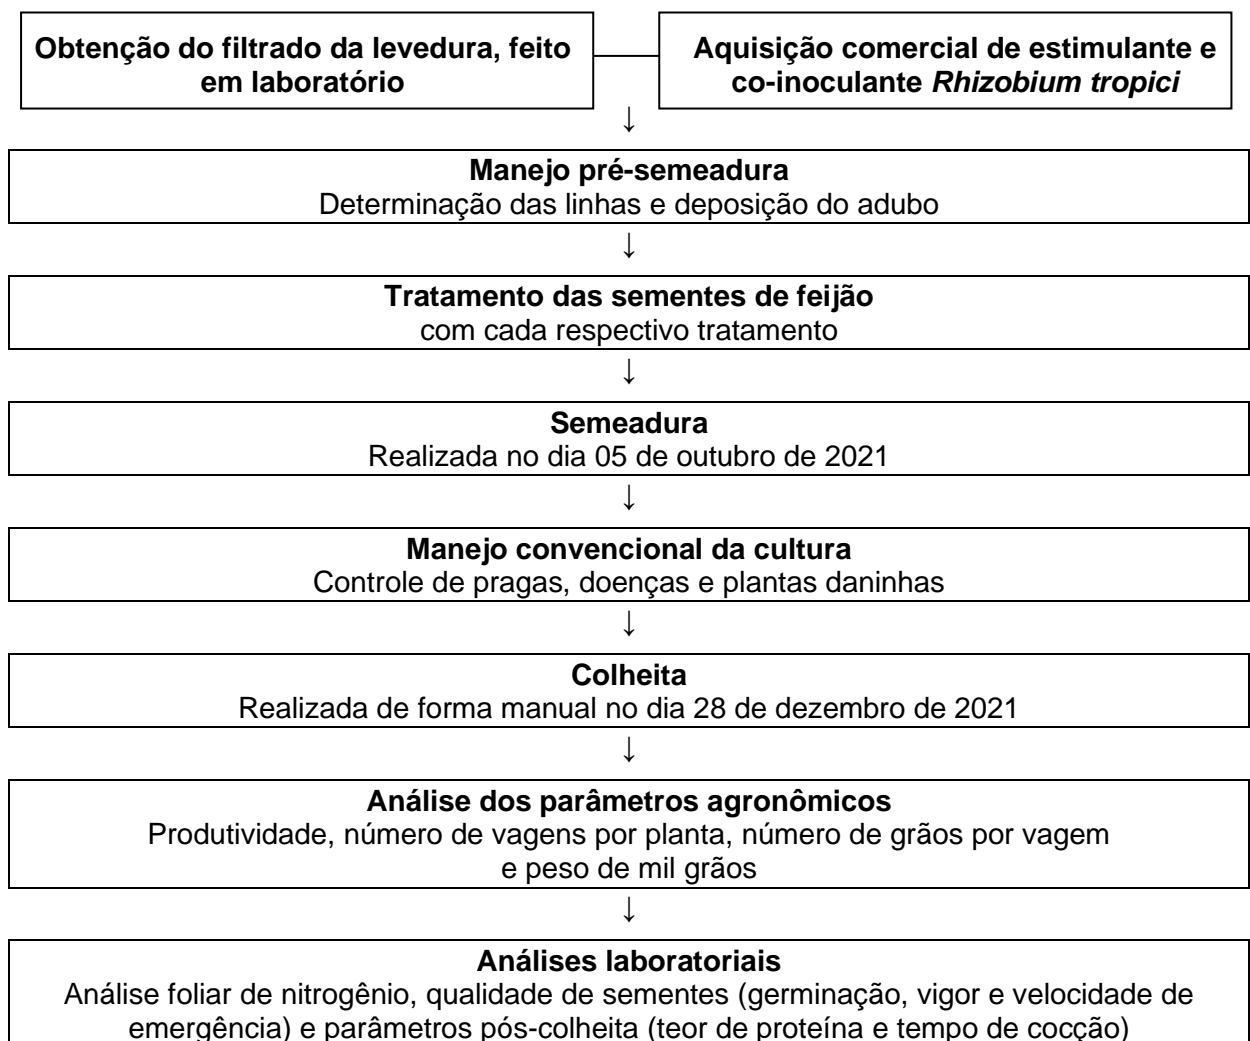 Obtenção do filtrado da levedura, feito
em laboratório
Aquisição comercial de estimulante e
co-inoculante Rhizobium tropici
↓
Manejo pré-semeadura
Determinação das linhas e deposição do adubo
↓
Tratamento das sementes de feijão
com cada respectivo tratamento
↓
Semeadura
Realizada no dia 05 de outubro de 2021
↓
Manejo convencional da cultura
Controle de pragas, doenças e plantas daninhas
↓
Colheita
Realizada de forma manual no dia 28 de dezembro de 2021
↓
Análise dos parâmetros agronômicos
Produtividade, número de vagens por planta, número de grãos por vagem
e peso de mil grãos
↓
Análises laboratoriais
Análise foliar de nitrogênio, qualidade de sementes (germinação, vigor e velocidade de
emergência) e parâmetros pós-colheita (teor de proteína e tempo de cocção)